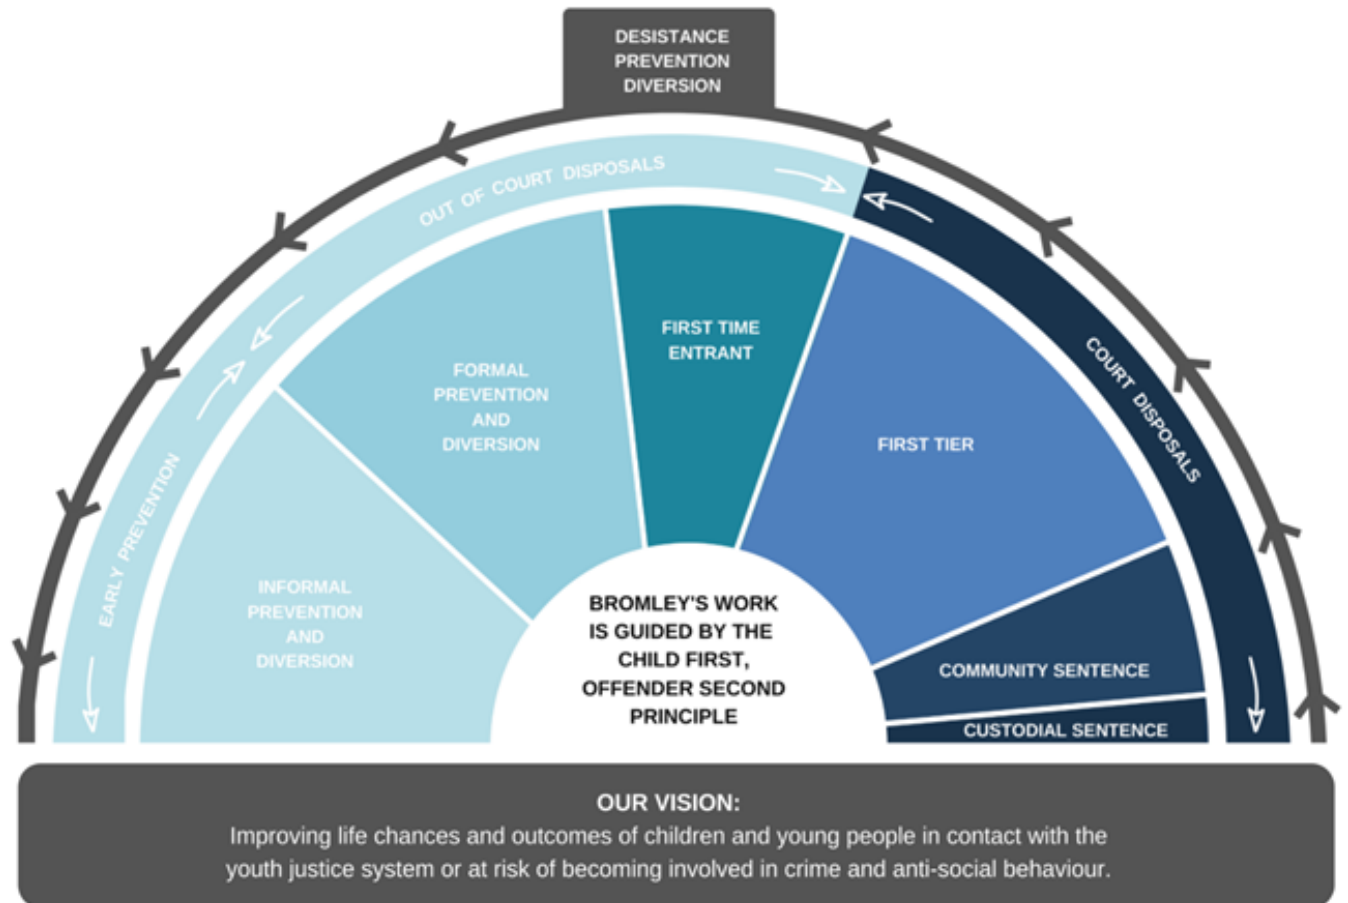 DESISTANCE
PREVENTION
DIVERSION
OUT OF COURT DISPOSALS
EARLY PREVENTION
COURT DISPOSALS
INFORMAL
PREVENTION
AND
DIVERSION
FORMAL
PREVENTION
AND
DIVERSION
FIRST TIME
ENTRANT
FIRST TIER
COMMUNITY SENTENCE
CUSTODIAL SENTENCE
BROMLEY'S WORK
IS GUIDED BY THE
CHILD FIRST,
OFFENDER SECOND
PRINCIPLE
OUR VISION:
Improving life chances and outcomes of children and young people in contact with the
youth justice system or at risk of becoming involved in crime and anti-social behaviour.